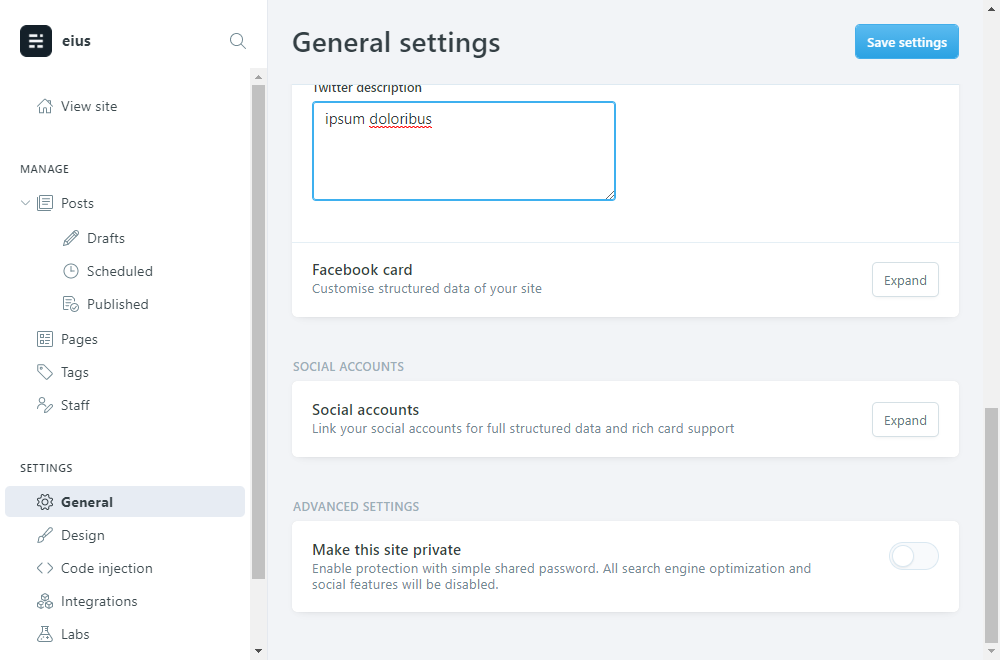 eius
View site
MANAGE
Posts
Drafts
Scheduled
Published
Pages
Tags
Staff
SETTINGS
General
Design
Code injection
Integrations
Labs
General settings
Save settings
Twitter description
ipsum doloribus
Facebook card
Customise structured data of your site
Expand
SOCIAL ACCOUNTS
Social accounts
Link your social accounts for full structured data and rich card support
Expand
ADVANCED SETTINGS
Make this site private
Enable protection with simple shared password. All search engine optimization and
social features will be disabled.